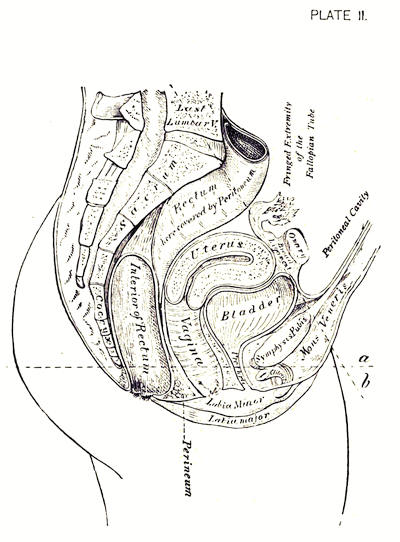 PLATE II.
Last
Lumbar V.
Sacrum
Rectum
here covered by Peritoneum
Fringed Extremity
of the
Fallopian Tube
Ovary
Peritoneal Cavity
Uterus
Bladder
Coccyx
Interior of Rectum
Vagina
Urethra
Symphysis Pubis
Mons Veneris
a
b
Labia Minor
Labia major
Perineum